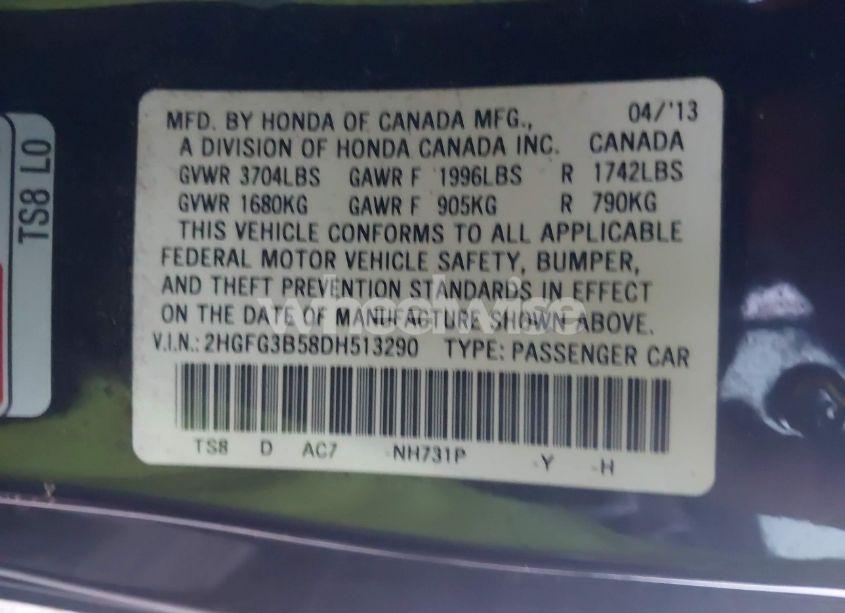 TS8 L0
MFD. BY HONDA OF CANADA MFG., 04/'13
A DIVISION OF HONDA CANADA INC. CANADA
GVWR 3704LBS GAWR F 1996LBS R 1742LBS
GVWR 1680KG GAWR F 905KG R 790KG
THIS VEHICLE CONFORMS TO ALL APPLICABLE
FEDERAL MOTOR VEHICLE SAFETY, BUMPER,
AND THEFT PREVENTION STANDARDS IN EFFECT
ON THE DATE OF MANUFACTURE SHOWN ABOVE.
V.I.N.: 2HGFG3B58DH513290 TYPE: PASSENGER CAR
TS8 D AC7 -NH731P -Y -H
wheelwise